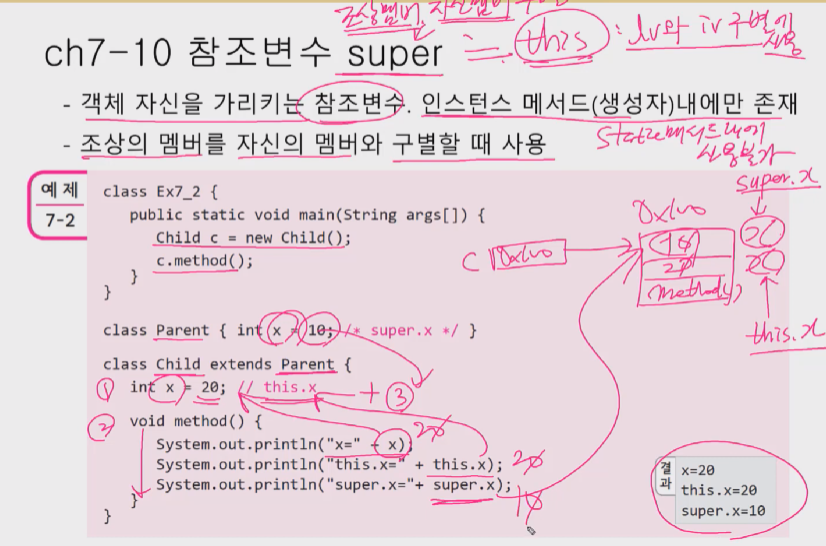 조상멤버, 자신멤버
ch7-10 참조변수 super ≒ this : lv와 iv 구별에 사용
- 객체 자신을 가리키는 참조변수. 인스턴스 메서드(생성자)내에만 존재
- 조상의 멤버를 자신의 멤버와 구별할 때 사용
static메서드내에
사용불가
super.x
예제
7-2
class Ex7_2 {
public static void main(String args[]) {
Child c = new Child();
c.method();
}
}
0x100
C 0x100
10
20
method()
this.x
class Parent { int x = 10; /* super.x */ }
class Child extends Parent {
① int x = 20; // this.x + ③
② void method() {
System.out.println("x=" + x); 20
System.out.println("this.x=" + this.x); 20
System.out.println("super.x="+ super.x); 10
}
}
결과
x=20
this.x=20
super.x=10